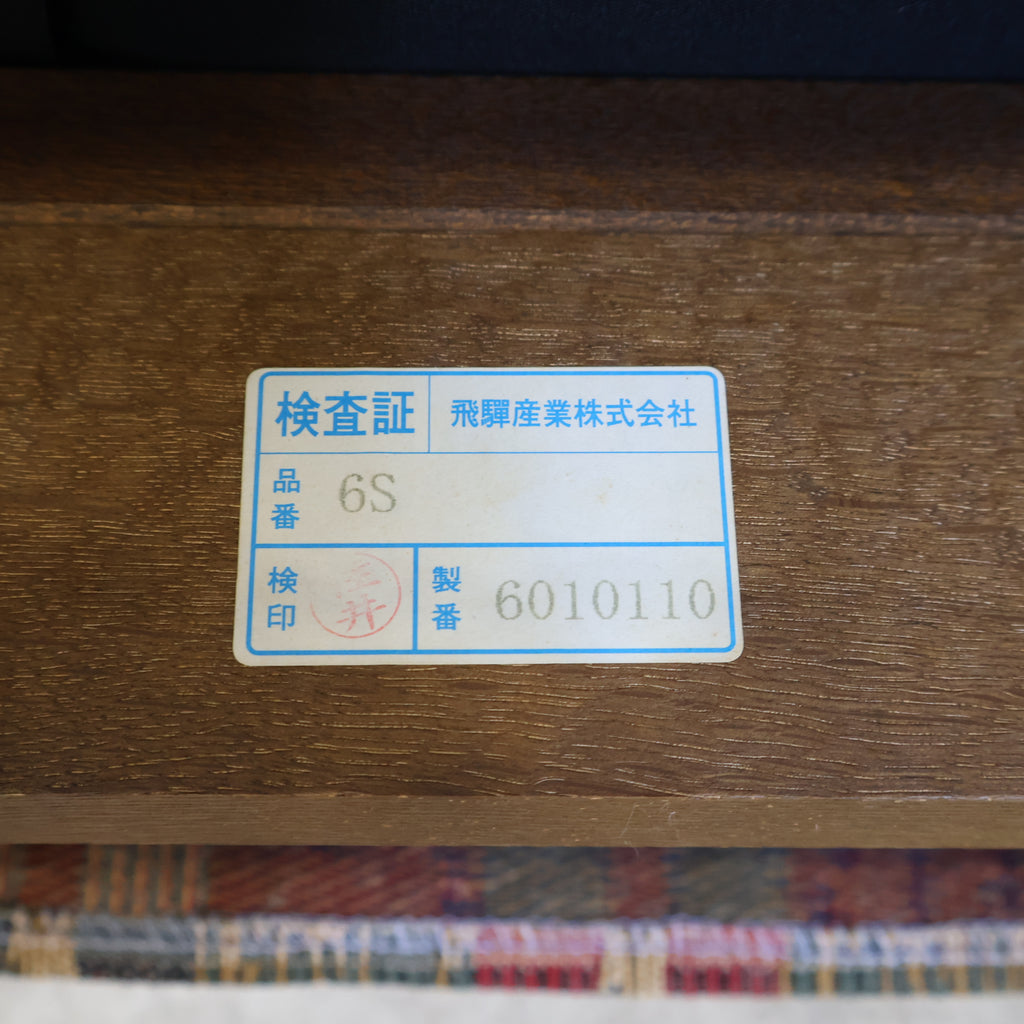 検査証 飛驒産業株式会社
品番 6S
検印 三井 製番 6010110